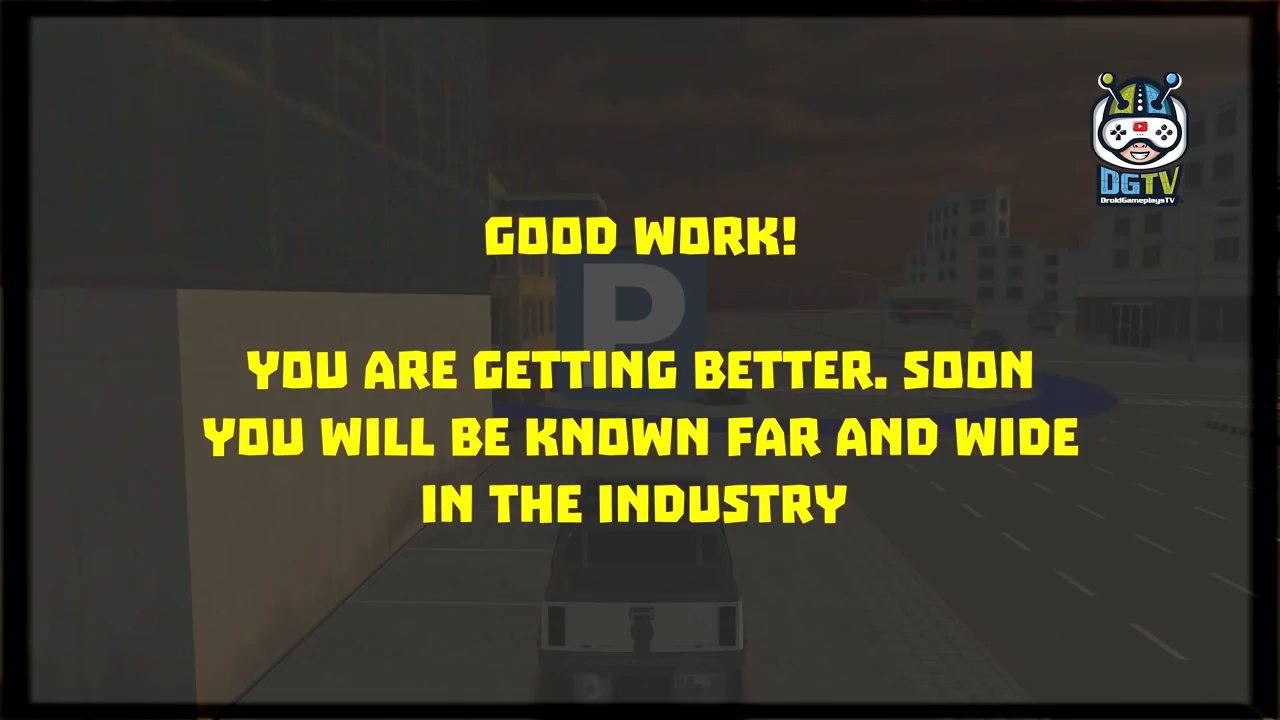 DGTV
DroidGameplaysTV
GOOD WORK!
P
YOU ARE GETTING BETTER. SOON
YOU WILL BE KNOWN FAR AND WIDE
IN THE INDUSTRY